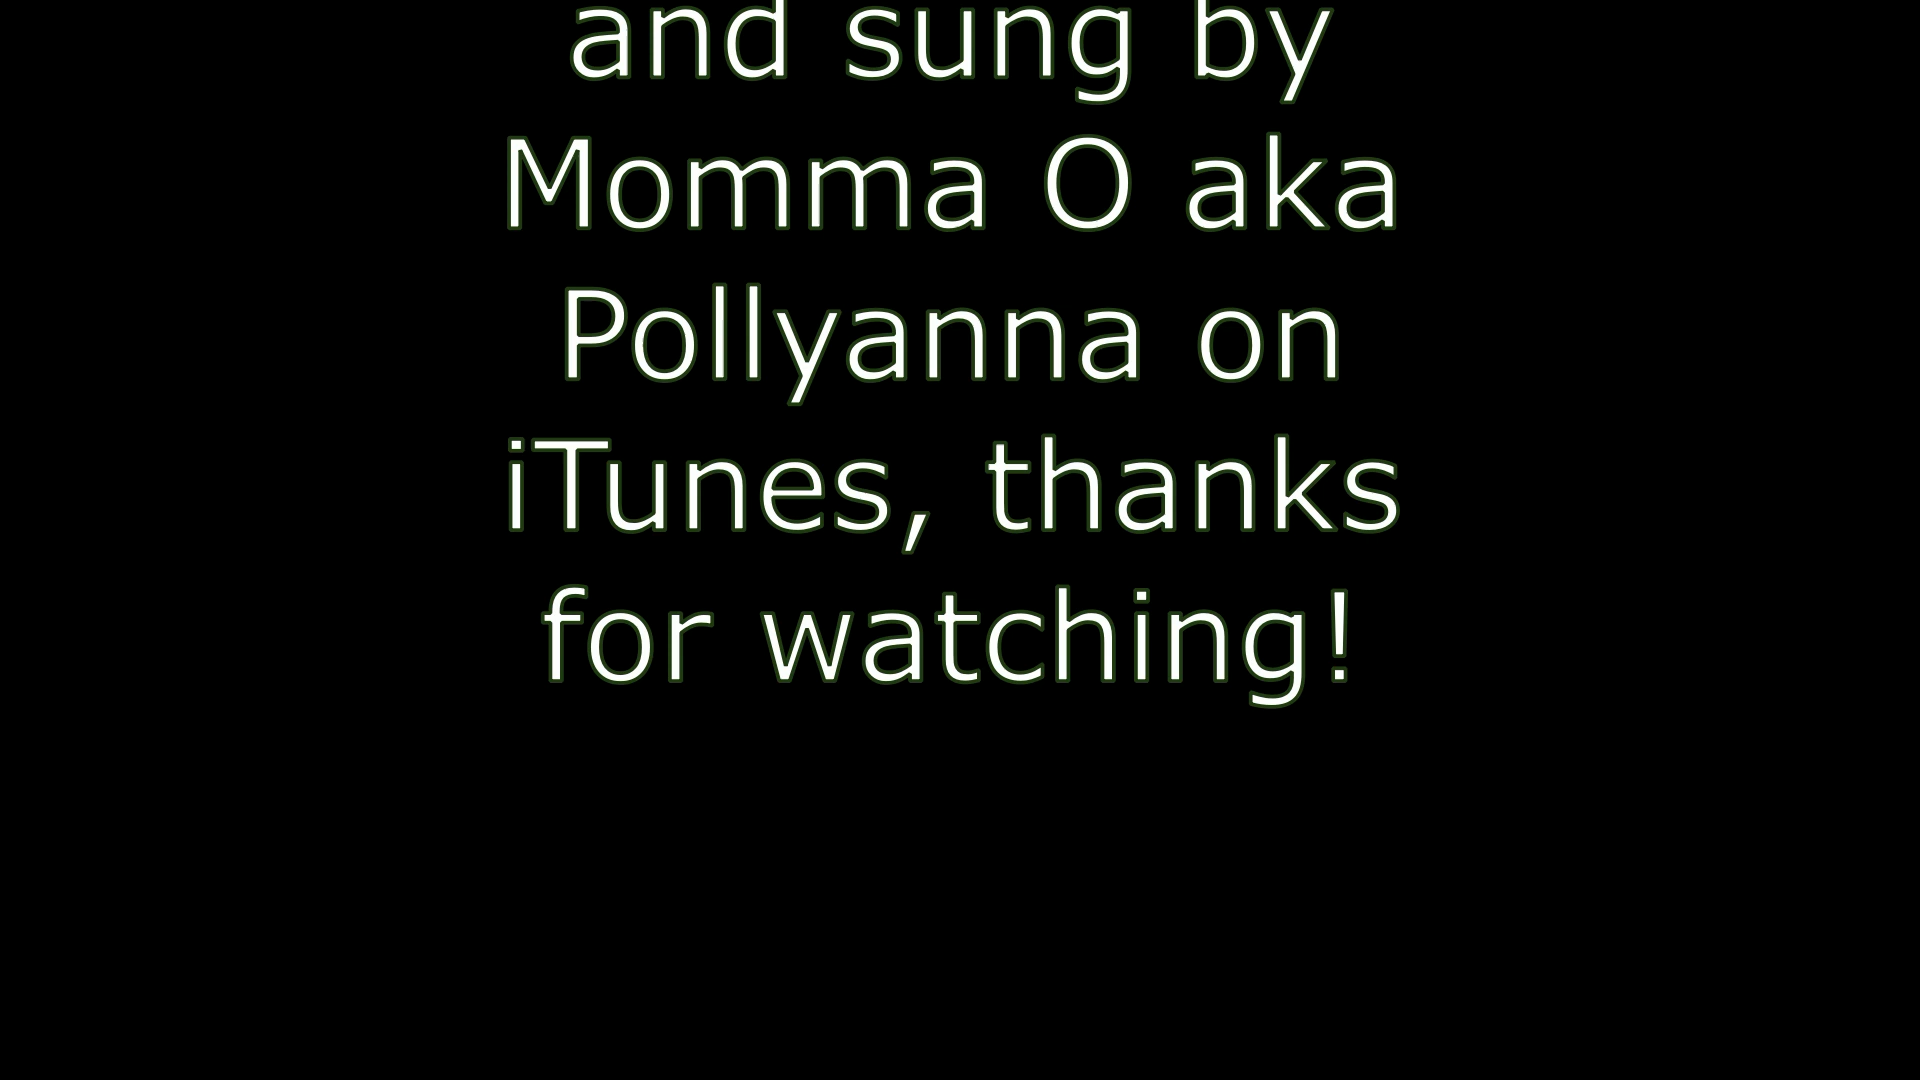 and sung by
Momma O aka
Pollyanna on
iTunes, thanks
for watching!